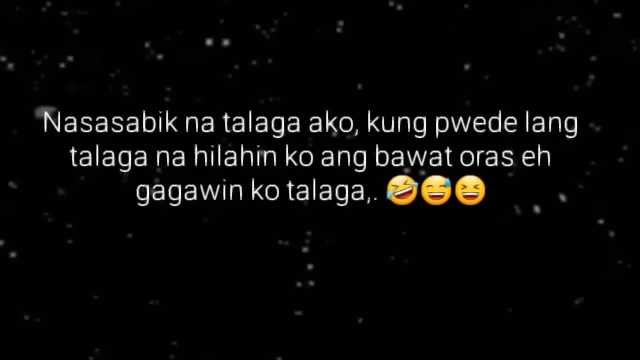 Nasasabik na talaga ako, kung pwede lang
talaga na hilahin ko ang bawat oras eh
gagawin ko talaga,. 🤣😅😆